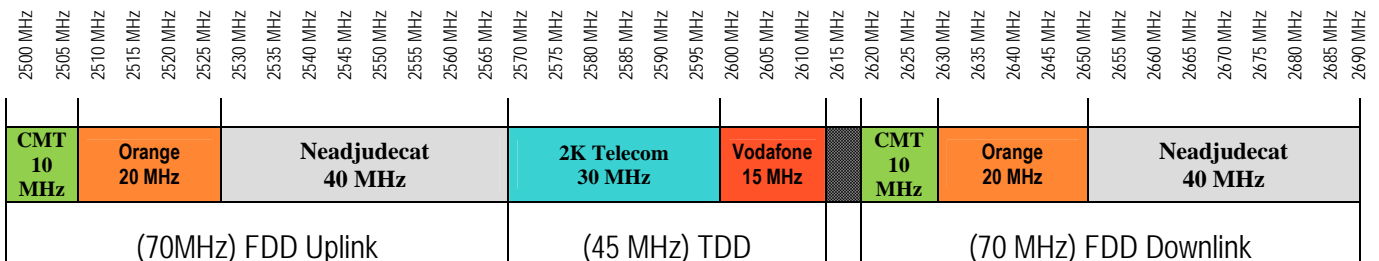 2500 MHz
2505 MHz
2510 MHz
2515 MHz
2520 MHz
2525 MHz
2530 MHz
2535 MHz
2540 MHz
2545 MHz
2550 MHz
2555 MHz
2560 MHz
2565 MHz
2570 MHz
2575 MHz
2580 MHz
2585 MHz
2590 MHz
2595 MHz
2600 MHz
2605 MHz
2610 MHz
2615 MHz
2620 MHz
2625 MHz
2630 MHz
2635 MHz
2640 MHz
2645 MHz
2650 MHz
2655 MHz
2660 MHz
2665 MHz
2670 MHz
2675 MHz
2680 MHz
2685 MHz
2690 MHz
CMT
10
MHz
Orange
20 MHz
Neadjudecat
40 MHz
2K Telecom
30 MHz
Vodafone
15 MHz
CMT
10
MHz
Orange
20 MHz
Neadjudecat
40 MHz
(70MHz) FDD Uplink
(45 MHz) TDD
(70 MHz) FDD Downlink